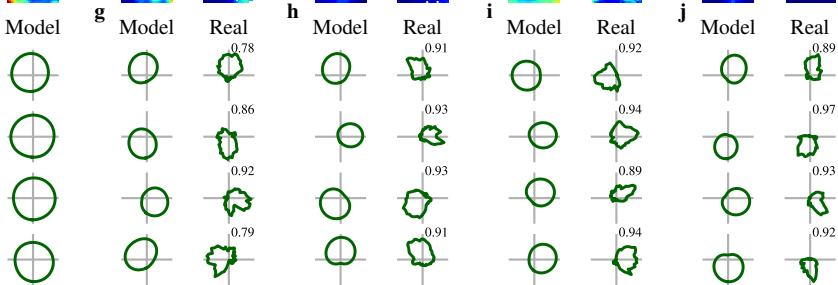 g h i j
Model Model Real Model Real Model Real Model Real
0.78 0.91 0.92 0.89
0.86 0.93 0.94 0.97
0.92 0.93 0.89 0.93
0.79 0.91 0.94 0.92